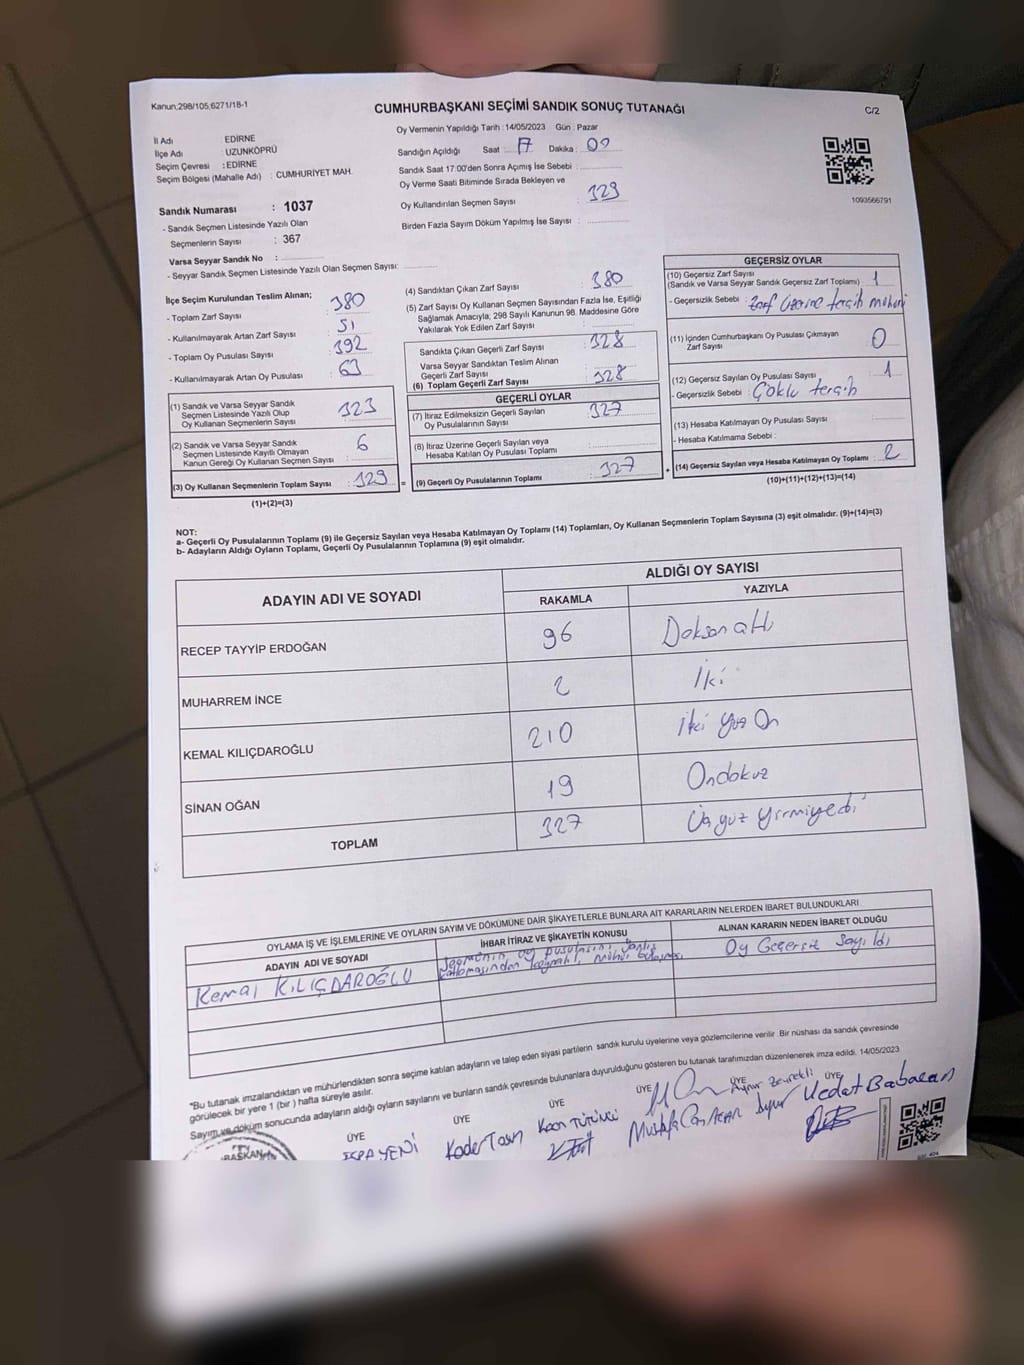 Kanun;298/105;6271/18-1
CUMHURBAŞKANI SEÇİMİ SANDIK SONUÇ TUTANAĞI
C/2
İl Adı EDİRNE
İlçe Adı : UZUNKÖPRÜ
Seçim Çevresi : EDİRNE
Seçim Bölgesi (Mahalle Adı) : CUMHURİYET MAH.
Oy Vermenin Yapıldığı Tarih : 14/05/2023 Gün : Pazar
Sandığın Açıldığı Saat : 17 Dakika : 09
Sandık Saat 17:00'den Sonra Açılmış İse Sebebi :
Oy Verme Saati Bitiminde Sırada Bekleyen ve
Oy Kullandırılan Seçmen Sayısı : 329
Birden Fazla Sayım Döküm Yapılmış İse Sayısı :
1093566791
Sandık Numarası : 1037
- Sandık Seçmen Listesinde Yazılı Olan
Seçmenlerin Sayısı : 367
Varsa Seyyar Sandık No :
- Seyyar Sandık Seçmen Listesinde Yazılı Olan Seçmen Sayısı:
İlçe Seçim Kurulundan Teslim Alınan;
- Toplam Zarf Sayısı : 380
- Kullanılmayarak Artan Zarf Sayısı : 51
- Toplam Oy Pusulası Sayısı : 392
- Kullanılmayarak Artan Oy Pusulası : 63
(1) Sandık ve Varsa Seyyar Sandık
Seçmen Listesinde Yazılı Olup
Oy Kullanan Seçmenlerin Sayısı : 323
(2) Sandık ve Varsa Seyyar Sandık
Seçmen Listesinde Kayıtlı Olmayan
Kanun Gereği Oy Kullanan Seçmen Sayısı : 6
(3) Oy Kullanan Seçmenlerin Toplam Sayısı : 329
(1)+(2)=(3)
(4) Sandıktan Çıkan Zarf Sayısı : 380
(5) Zarf Sayısı Oy Kullanan Seçmen Sayısından Fazla İse, Eşitliği
Sağlamak Amacıyla; 298 Sayılı Kanunun 98. Maddesine Göre
Yakılarak Yok Edilen Zarf Sayısı :
Sandıkta Çıkan Geçerli Zarf Sayısı : 328
Varsa Seyyar Sandıktan Teslim Alınan
Geçerli Zarf Sayısı
(6) Toplam Geçerli Zarf Sayısı : 328
GEÇERLİ OYLAR
(7) İtiraz Edilmeksizin Geçerli Sayılan
Oy Pusulalarının Sayısı : 327
(8) İtiraz Üzerine Geçerli Sayılan veya
Hesaba Katılan Oy Pusulası Toplamı :
= (9) Geçerli Oy Pusulalarının Toplamı : 327
GEÇERSİZ OYLAR
(10) Geçersiz Zarf Sayısı
(Sandık ve Varsa Seyyar Sandık Geçersiz Zarf Toplamı) : 1
- Geçersizlik Sebebi : Zarf üzerine tercih mührü
(11) İçinden Cumhurbaşkanı Oy Pusulası Çıkmayan
Zarf Sayısı : 0
(12) Geçersiz Sayılan Oy Pusulası Sayısı : 1
- Geçersizlik Sebebi : Çoklu tercih
(13) Hesaba Katılmayan Oy Pusulası Sayısı :
- Hesaba Katılmama Sebebi :
+ (14) Geçersiz Sayılan veya Hesaba Katılmayan Oy Toplamı : 2
(10)+(11)+(12)+(13)=(14)
NOT:
a- Geçerli Oy Pusulalarının Toplamı (9) ile Geçersiz Sayılan veya Hesaba Katılmayan Oy Toplamı (14) Toplamları, Oy Kullanan Seçmenlerin Toplam Sayısına (3) eşit olmalıdır. (9)+(14)=(3)
b- Adayların Aldığı Oyların Toplamı, Geçerli Oy Pusulalarının Toplamına (9) eşit olmalıdır.
ADAYIN ADI VE SOYADI
ALDIĞI OY SAYISI
RAKAMLA YAZIYLA
RECEP TAYYİP ERDOĞAN 96 Doksan altı
MUHARREM İNCE 2 İki
KEMAL KILIÇDAROĞLU 210 İki yüz On
SİNAN OĞAN 19 Ondokuz
TOPLAM 327 Üç yüz yirmiyedi
OYLAMA İŞ VE İŞLEMLERİNE VE OYLARIN SAYIM VE DÖKÜMÜNE DAİR ŞİKAYETLERLE BUNLARA AİT KARARLARIN NELERDEN İBARET BULUNDUKLARI
ADAYIN ADI VE SOYADI İHBAR İTİRAZ VE ŞİKAYETİN KONUSU ALINAN KARARIN NEDEN İBARET OLDUĞU
Kemal KILIÇDAROĞLU Seçmenin oy pusulasını yanlış Oy Geçersiz Sayıldı
katlamasından kaynaklı, mühür bulaşması
"Bu tutanak imzalandıktan ve mühürlendikten sonra seçime katılan adayların ve talep eden siyasi partilerin sandık kurulu üyelerine veya gözlemcilerine verilir. Bir nüshası da sandık çevresinde
görülecek bir yere 1 (bir) hafta süreyle asılır.
Sayım ve döküm sonucunda adayların aldığı oyların sayılarını ve bunların sandık çevresinde bulunanlara duyurulduğunu gösteren bu tutanak tarafımızdan düzenlenerek imza edildi. 14/05/2023
BAŞKAN ÜYE ÜYE ÜYE ÜYE ÜYE ÜYE
YENİ Kader Taşın Kaan TÜTÜNCÜ Mustafa Can Aynur Zevrekli Vedat Babacan